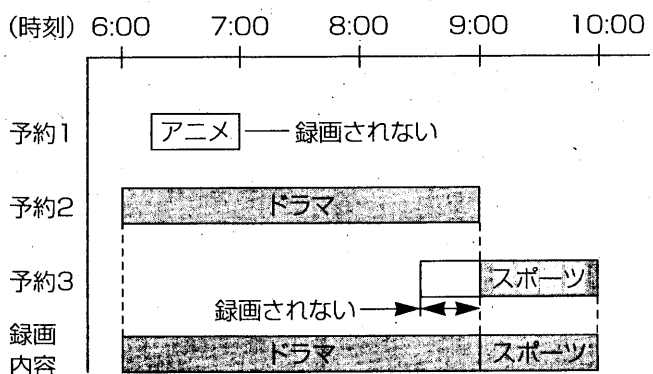 (時刻) 6:00 7:00 8:00 9:00 10:00
予約1 アニメ 録画されない
予約2 ドラマ
予約3 スポーツ
録画されない
録画
内容 ドラマ スポーツ